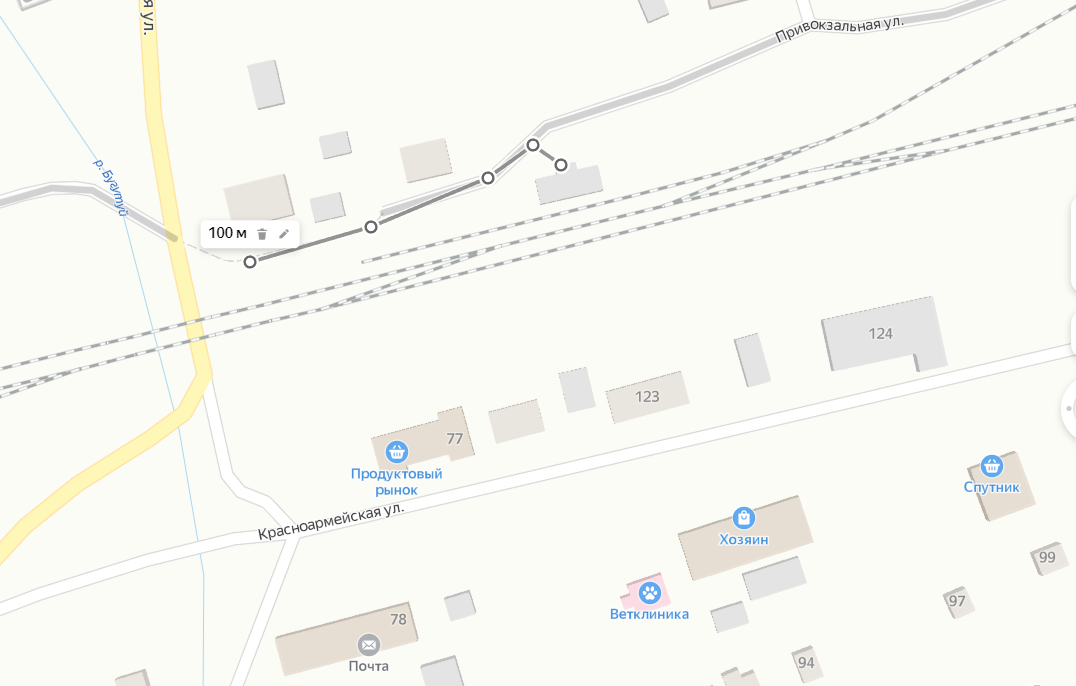 я ул.
Привокзальная ул.
р. Бугутуй
100 м
124
123
77
Продуктовый
рынок
Спутник
Красноармейская ул.
Хозяин
99
97
Ветклиника
78
Почта
94